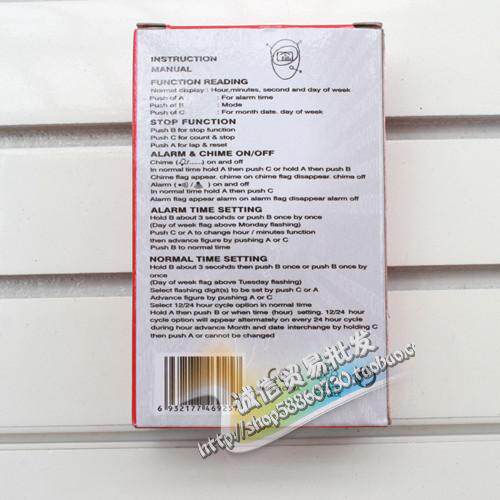 INSTRUCTION
MANUAL
FUNCTION READING
Normal display : Hour,minutes, second and day of week
Push of A : For alarm time
Push of B : Mode
Push of C : For month date. day of week
STOP FUNCTION
Push B for stop function
Push C for count & stop
Push A for lap & reset
ALARM & CHIME ON/OFF
Chime ( /......) on and off
In normal time hold A then push C or hold A then push B
Chime flag appear. chime on chime flag disappear. chime off
Alarm ( / ) on and off
In normal time hold A then push C
Alarm flag appear alarm on flag disappear alarm off
ALARM TIME SETTING
Hold B about 3 seconds or push B once by once
(Day of week flag above Monday flashing)
Push C or A to change hour / minutes function
then advance figure by pushing A or C
NORMAL TIME SETTING
Hold B about 3 seconds then push B once or push B once by
once
(Day of week flag above Tuesday flashing)
Select flashing digit(s) to be set by push C or A
Advance figure by pushing A or C)
Select 12/24 hour cycle option in normal time
Hold A then push B or when time (hour) setting. 12/24 hour
cycle option will appear altermately on every 24 hour cycle
during hour advance Month and date interchange by holding C
then push A or cannot be changed
6 932177 46925
诚信贸易批发
http://shop58860730.taobao.c